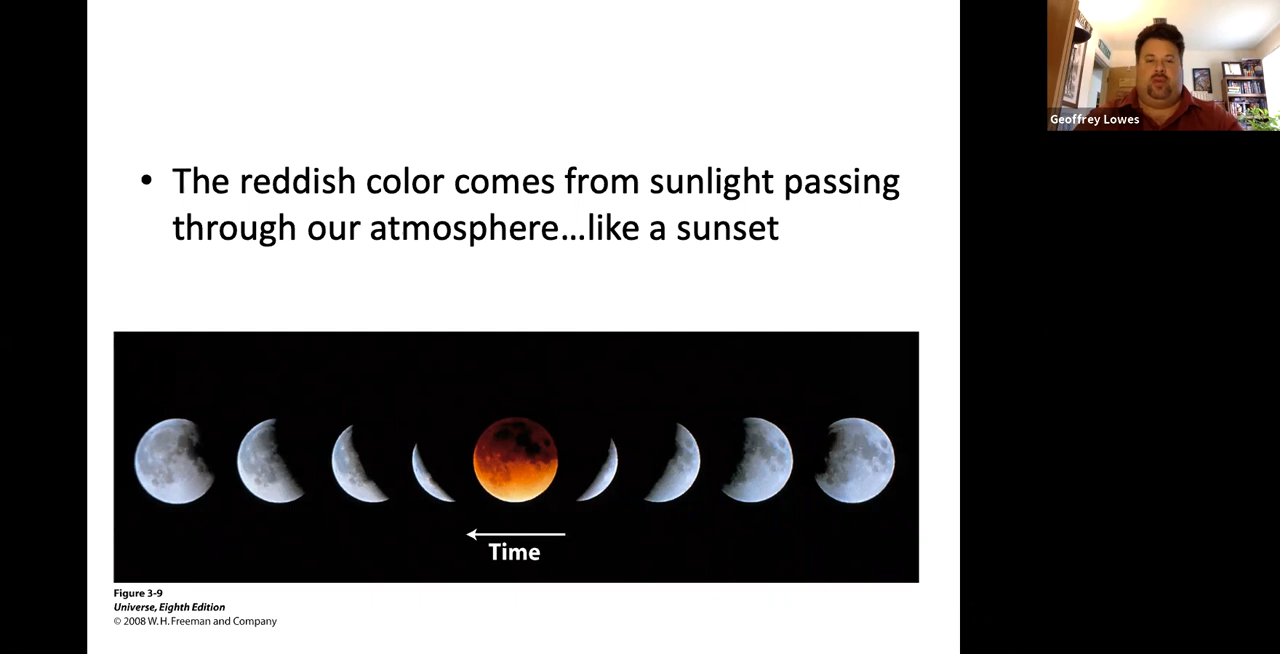 • The reddish color comes from sunlight passing
through our atmosphere...like a sunset
Time
Figure 3-9
Universe, Eighth Edition
© 2008 W. H. Freeman and Company
Geoffrey Lowes